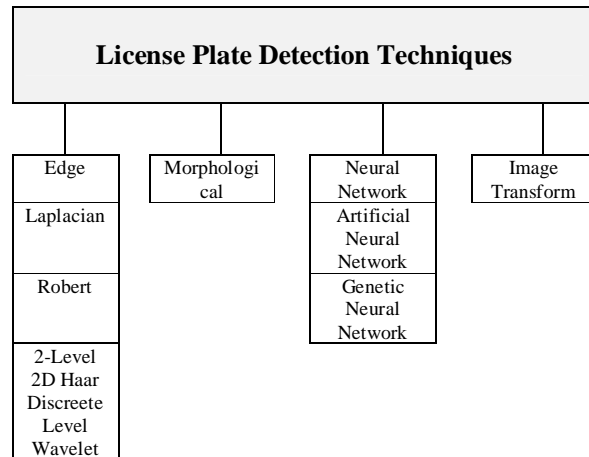 License Plate Detection Techniques
Edge
Laplacian
Robert
2-Level
2D Haar
Discreete
Level
Wavelet
Morphologi
cal
Neural
Network
Artificial
Neural
Network
Genetic
Neural
Network
Image
Transform